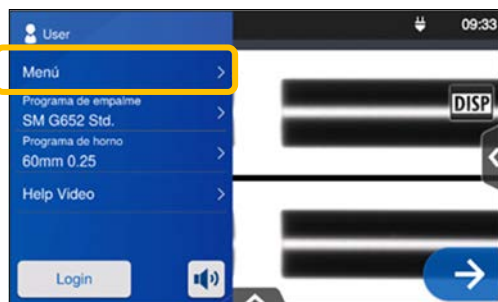 User
09:33
Menú
Programa de empalme
SM G652 Std.
DISP
Programa de horno
60mm 0.25
Help Video
Login